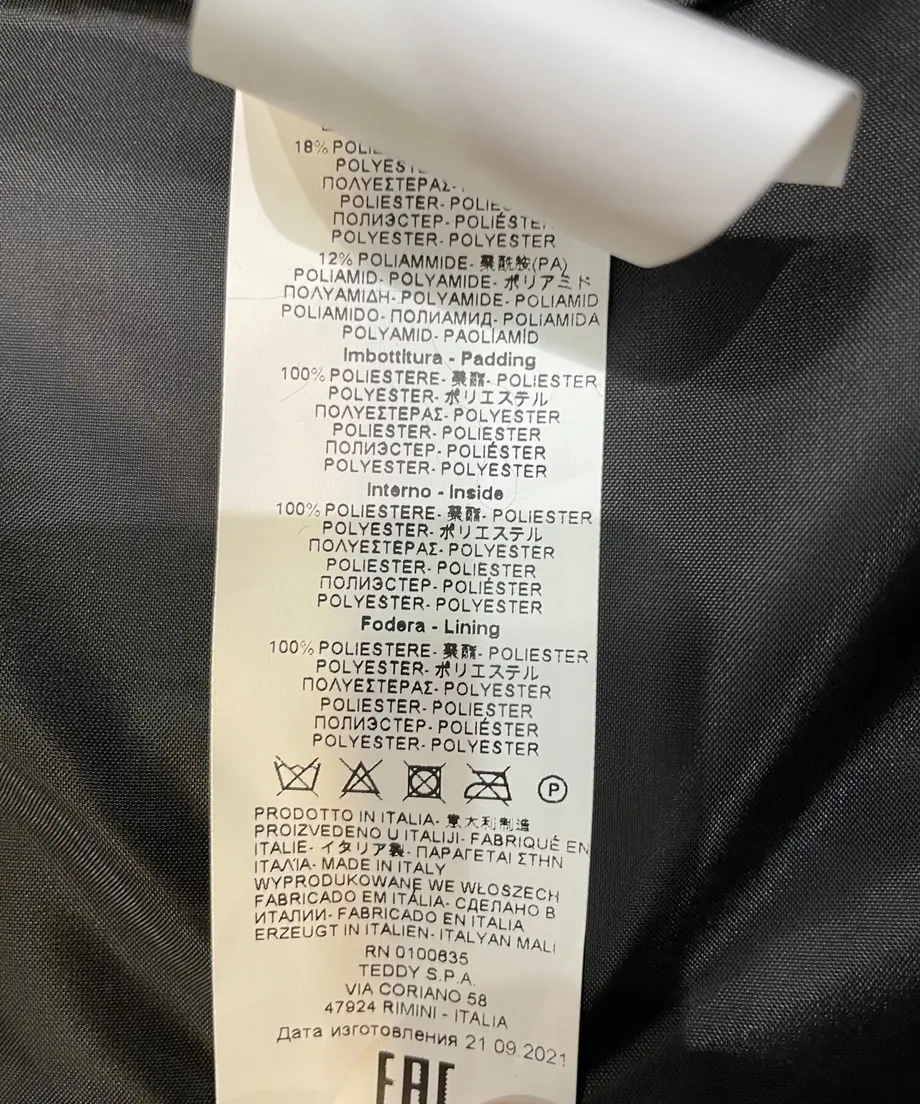 18% POLIE
POLYEST
ΠΟΛΥΕΣΤΕΡΑΣ-
POLIESTER- POLIES
ПОЛИЭСТЕР- POLIÉSTER
POLYESTER- POLYESTER
12% POLIAMMIDE- 聚酰胺(PA)
POLIAMID- POLYAMIDE- ポリアミド
ΠΟΛΥΑΜΙΔΗ- POLYAMIDE- POLIAMID
POLIAMIDO- ПОЛИАМИД- POLIAMIDA
POLYAMID- PAOLIAMID
Imbottitura - Padding
100% POLIESTERE- 聚酯- POLIESTER
POLYESTER- ポリエステル
ΠΟΛΥΕΣΤΕΡΑΣ- POLYESTER
POLIESTER- POLIESTER
ПОЛИЭСТЕР- POLIÉSTER
POLYESTER- POLYESTER
Interno - Inside
100% POLIESTERE- 聚酯- POLIESTER
POLYESTER- ポリエステル
ΠΟΛΥΕΣΤΕΡΑΣ- POLYESTER
POLIESTER- POLIESTER
ПОЛИЭСТЕР- POLIÉSTER
POLYESTER- POLYESTER
Fodera - Lining
100% POLIESTERE- 聚酯- POLIESTER
POLYESTER- ポリエステル
ΠΟΛΥΕΣΤΕΡΑΣ- POLYESTER
POLIESTER- POLIESTER
ПОЛИЭСТЕР- POLIÉSTER
POLYESTER- POLYESTER
P
PRODOTTO IN ITALIA- 意大利制造
PROIZVEDENO U ITALIJI- FABRIQUÉ EN
ITALIE- イタリア製- ΠΑΡΑΓΕΤΑΙ ΣΤΗΝ
ΙΤΑΛΊΑ- MADE IN ITALY
WYPRODUKOWANE WE WŁOSZECH
FABRICADO EM ITÁLIA- СДЕЛАНО В
ИТАЛИИ- FABRICADO EN ITALIA
ERZEUGT IN ITALIEN- ITALYAN MALI
RN 0100835
TEDDY S.P.A.
VIA CORIANO 58
47924 RIMINI - ITALIA
Дата изготовления 21.09.2021
EAC